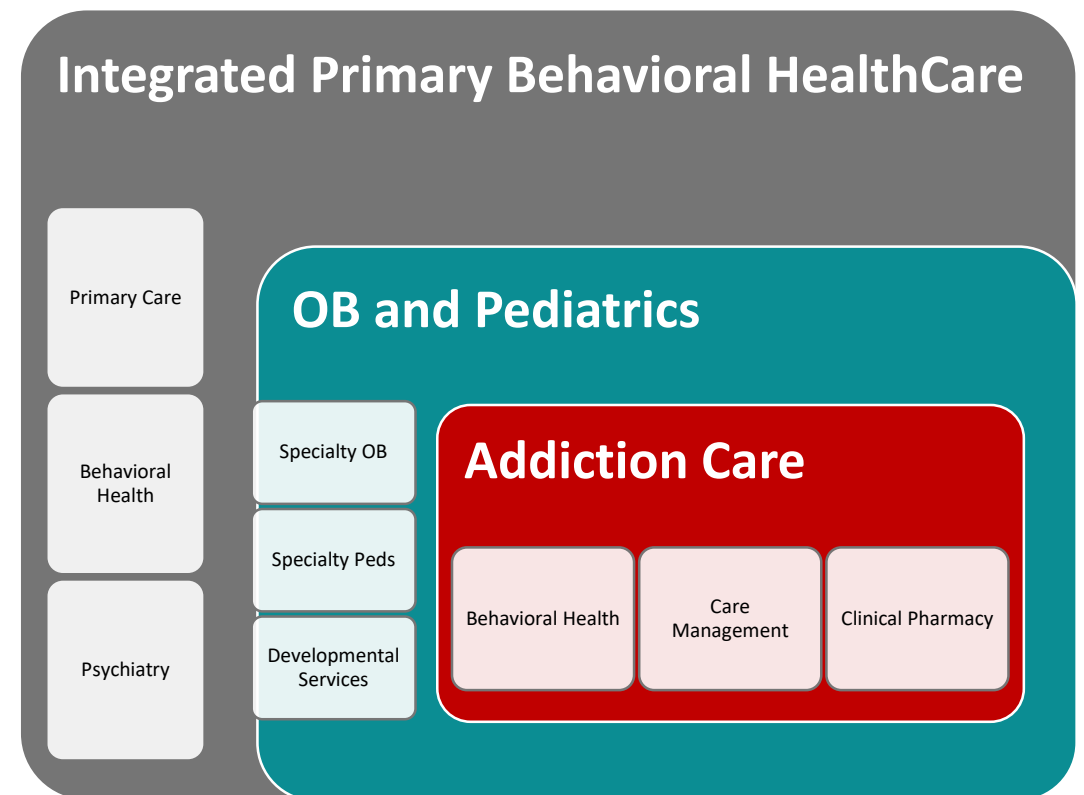 Integrated Primary Behavioral HealthCare
Primary Care
Behavioral
Health
Psychiatry
OB and Pediatrics
Specialty OB
Specialty Peds
Developmental
Services
Addiction Care
Behavioral Health
Care
Management
Clinical Pharmacy